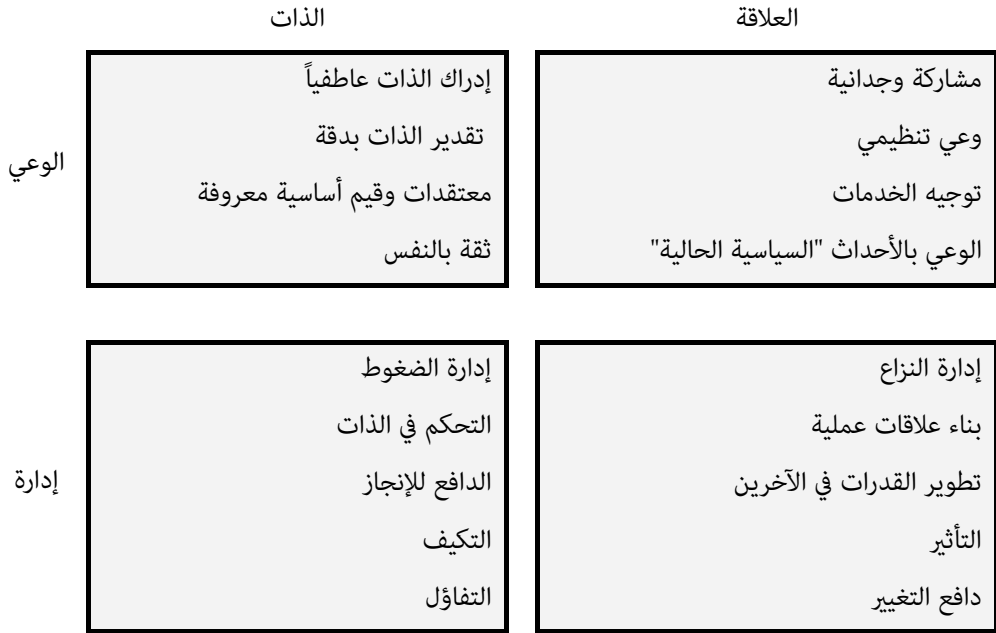 العلاقة
الذات
مشاركة وجدانية
وعي تنظيمي
توجيه الخدمات
الوعي بالأحداث "السياسية الحالية"
إدراك الذات عاطفياً
تقدير الذات بدقة
معتقدات وقيم أساسية معروفة
ثقة بالنفس
الوعي
إدارة النزاع
بناء علاقات عملية
تطوير القدرات في الآخرين
التأثير
دافع التغيير
إدارة الضغوط
التحكم في الذات
الدافع للإنجاز
التكيف
التفاؤل
إدارة